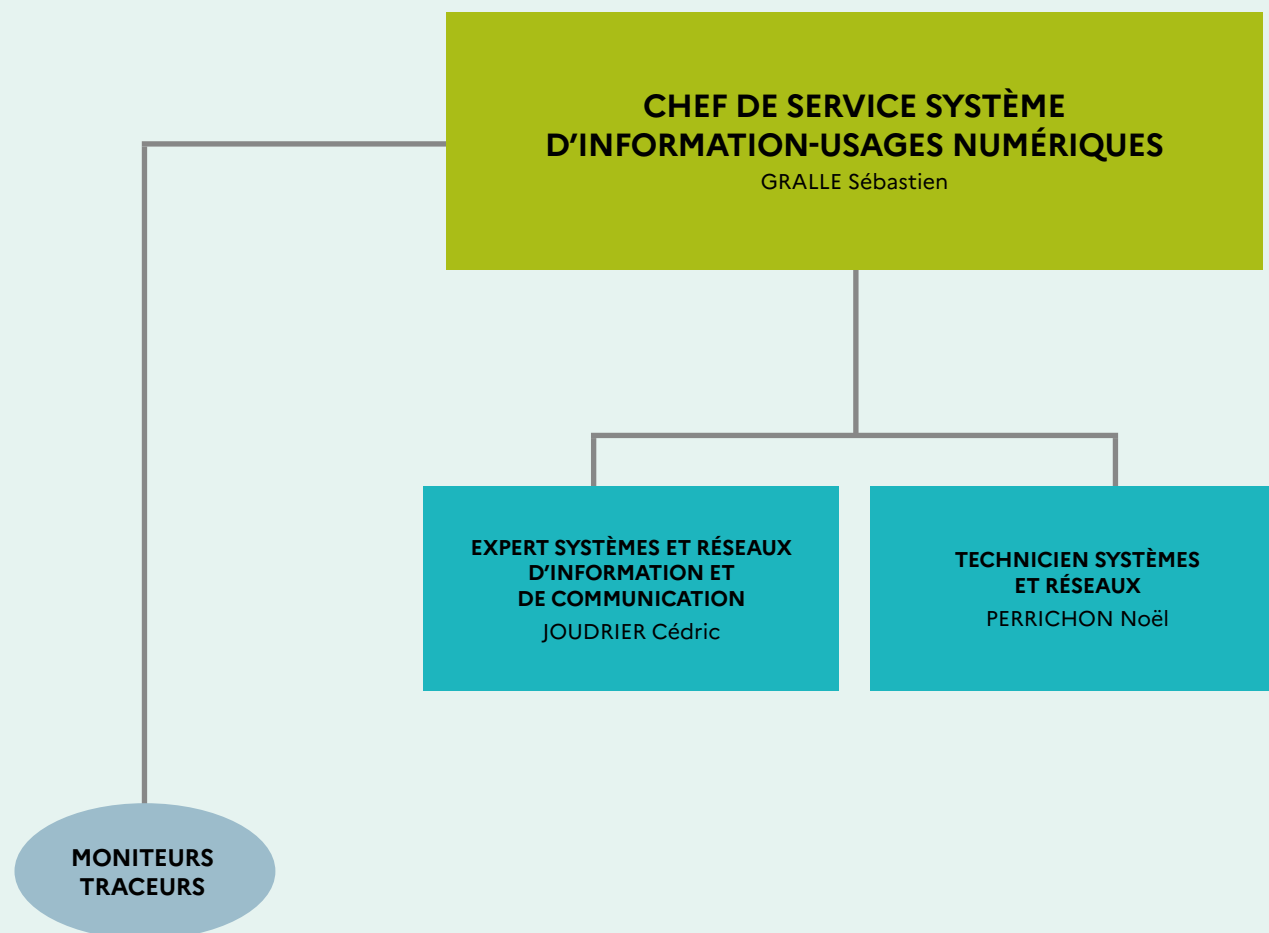 CHEF DE SERVICE SYSTÈME
D’INFORMATION-USAGES NUMÉRIQUES
GRALLE Sébastien
EXPERT SYSTÈMES ET RÉSEAUX
D’INFORMATION ET
DE COMMUNICATION
JOUDRIER Cédric
TECHNICIEN SYSTÈMES
ET RÉSEAUX
PERRICHON Noël
MONITEURS
TRACEURS